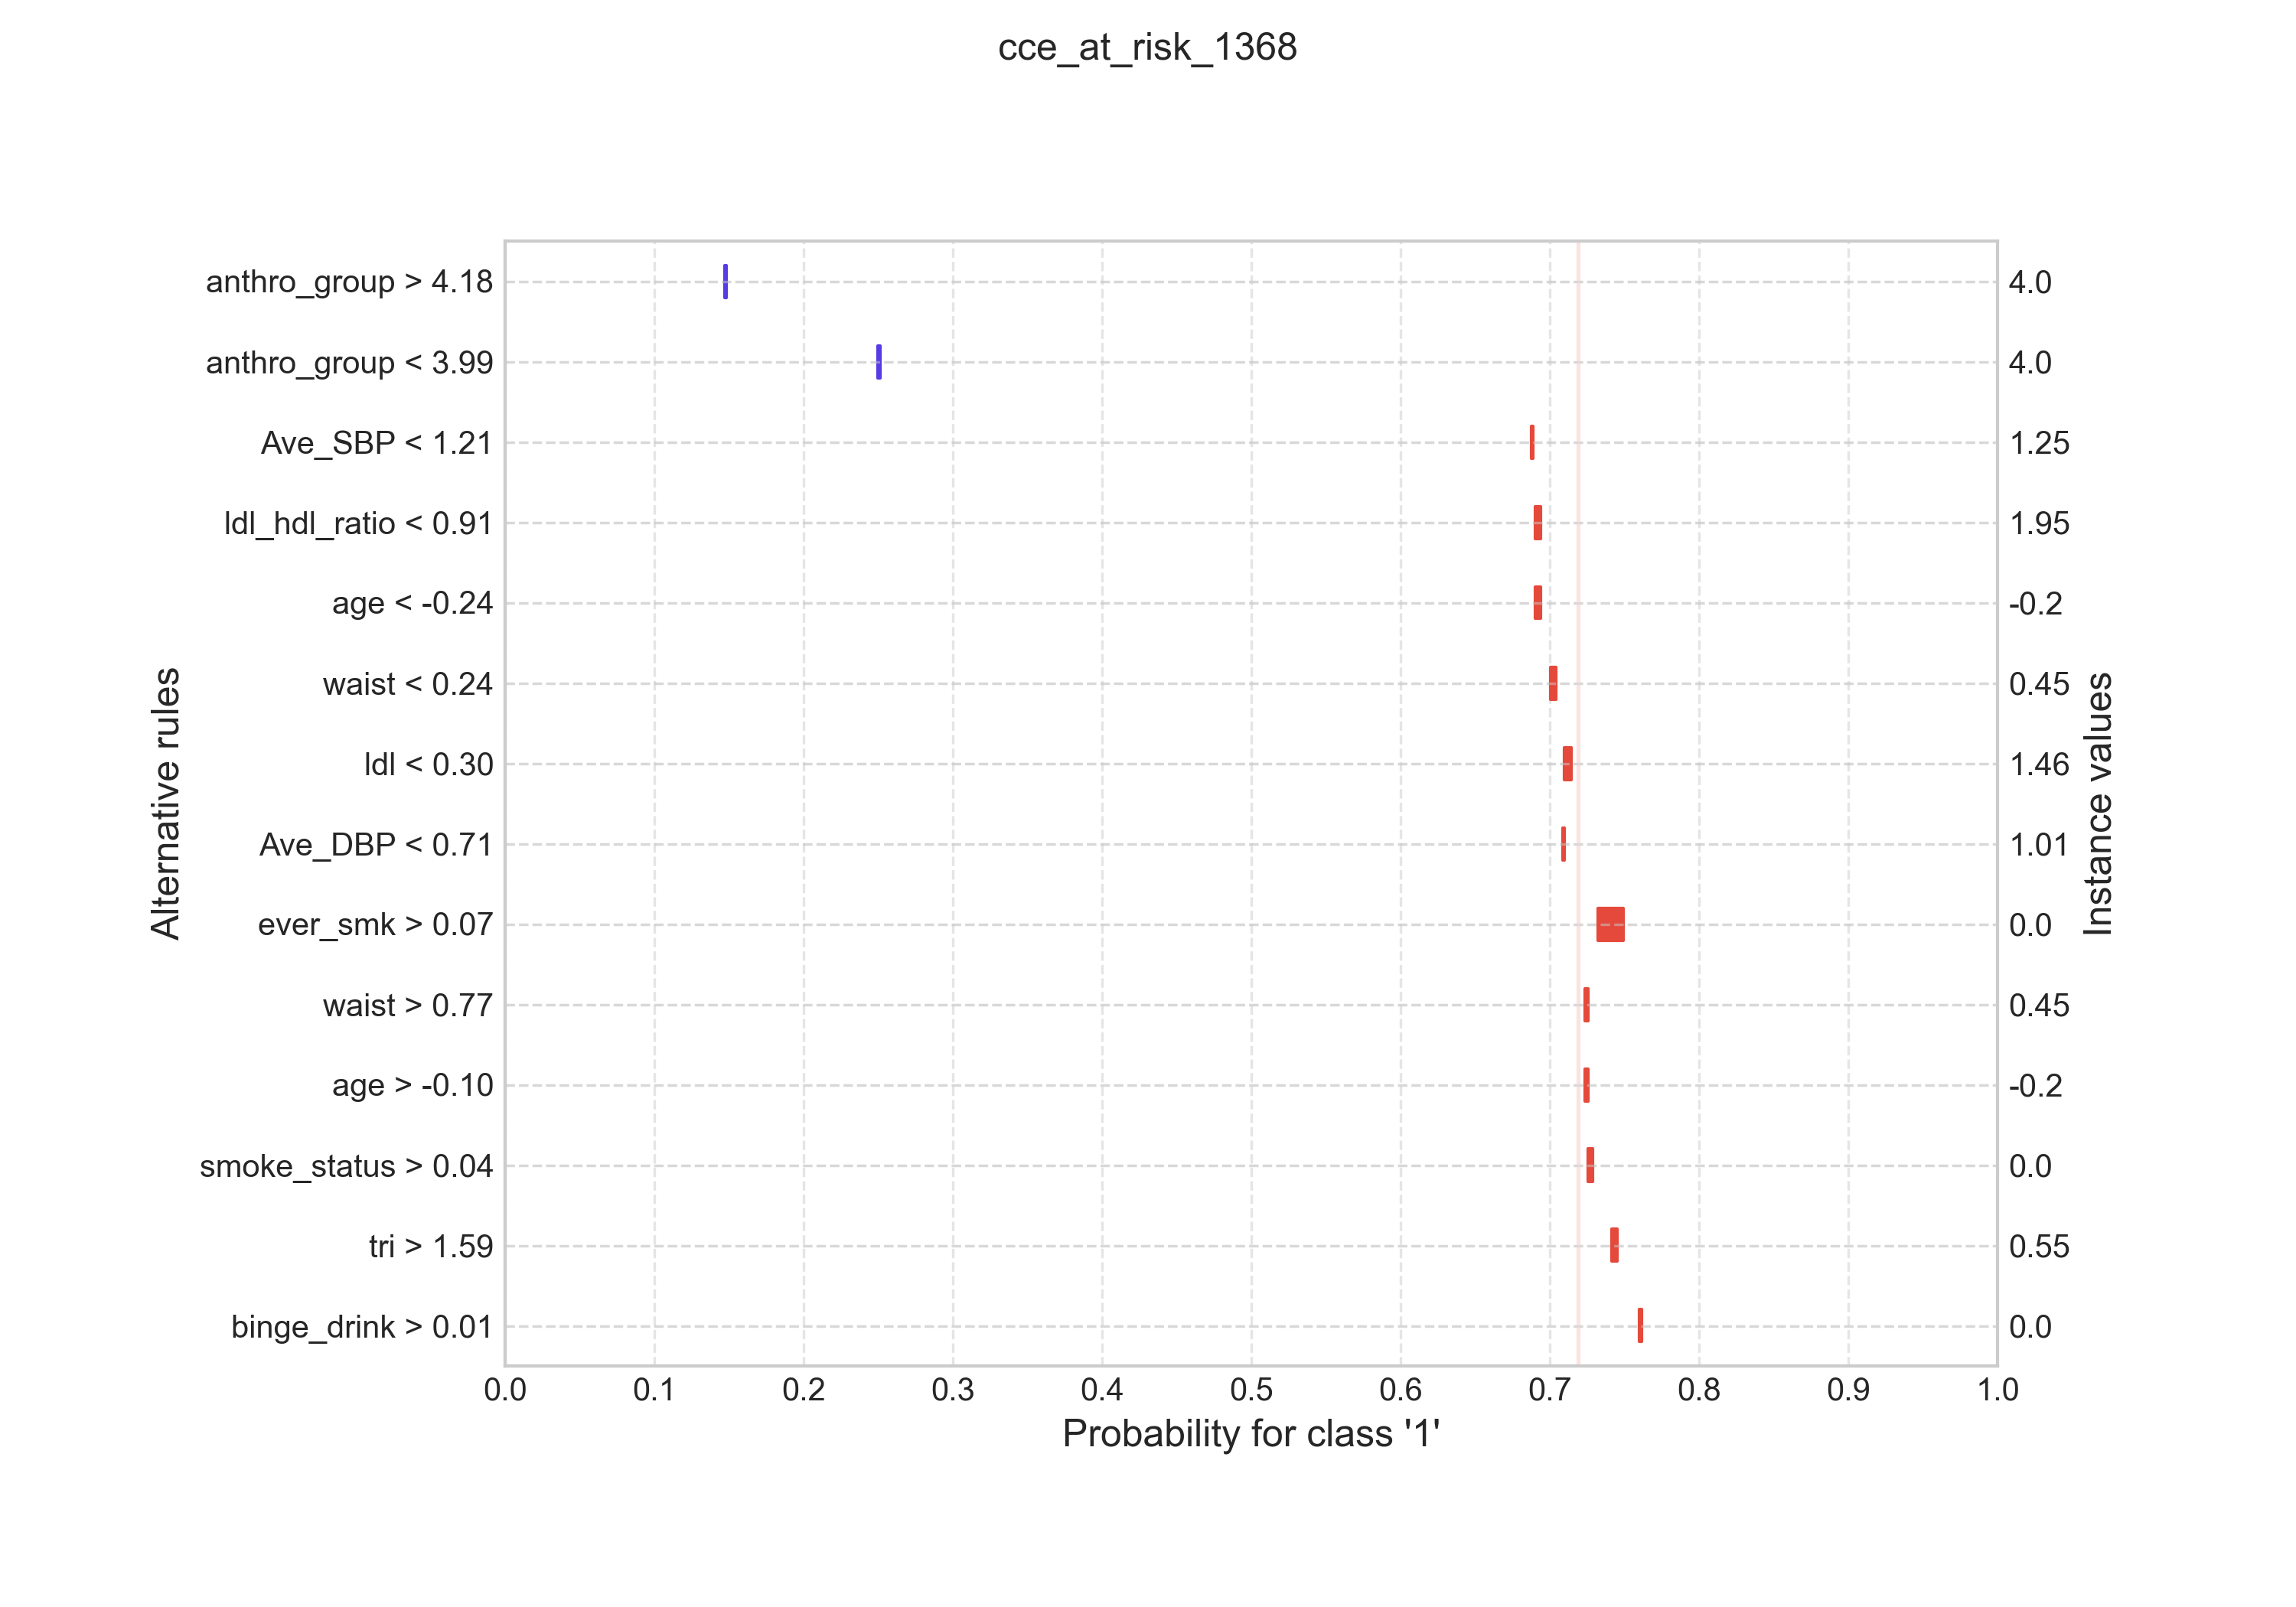 cce_at_risk_1368
anthro_group > 4.18 4.0
anthro_group < 3.99 4.0
Ave_SBP < 1.21 1.25
ldl_hdl_ratio < 0.91 1.95
age < -0.24 -0.2
waist < 0.24 0.45
ldl < 0.30 1.46
Ave_DBP < 0.71 1.01
ever_smk > 0.07 0.0
waist > 0.77 0.45
age > -0.10 -0.2
smoke_status > 0.04 0.0
tri > 1.59 0.55
binge_drink > 0.01 0.0
Alternative rules
Instance values
0.0 0.1 0.2 0.3 0.4 0.5 0.6 0.7 0.8 0.9 1.0
Probability for class '1'